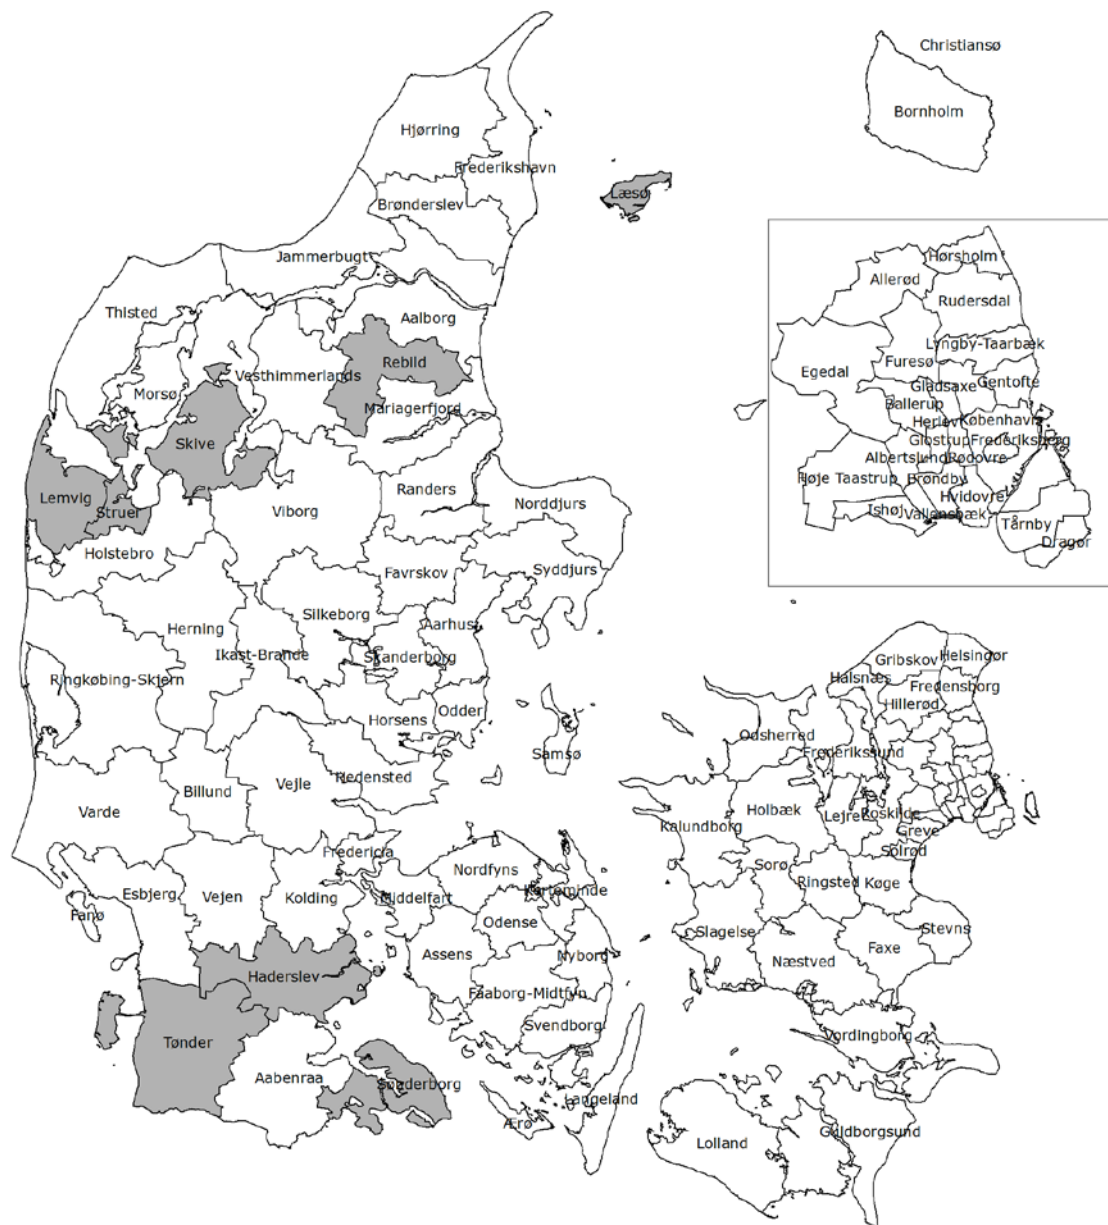 Christiansø
Bornholm
Hjørring
Frederikshavn
Læsø
Brønderslev
Jammerbugt
Hørsholm
Allerød
Rudersdal
Thisted
Aalborg
Lyngby-Taarbæk
Rebild
Furesø
Egedal
Vesthimmerlands
Gentofte
Gladsaxe
Morsø
Ballerup
Mariagerfjord
Herlev
København
Skive
Glostrup
Frederiksberg
Albertslund
Rødovre
Høje Taastrup
Brøndby
Randers
Lemvig
Hvidovre
Norddjurs
Struer
Viborg
Ishøj
Vallensbæk
Tårnby
Dragør
Holstebro
Favrskov
Syddjurs
Silkeborg
Aarhus
Herning
Ikast-Brande
Skanderborg
Helsingør
Gribskov
Ringkøbing-Skjern
Halsnæs
Fredensborg
Hillerød
Odder
Horsens
Odsherred
Samsø
Frederikssund
Hedensted
Vejle
Billund
Holbæk
Varde
Lejre
Roskilde
Kalundborg
Greve
Fredericia
Solrød
Sorø
Nordfyns
Ringsted
Køge
Esbjerg
Vejen
Kolding
Middelfart
Kerteminde
Fanø
Odense
Stevns
Slagelse
Faxe
Assens
Nyborg
Næstved
Haderslev
Faaborg-Midtfyn
Svendborg
Vordingborg
Tønder
Aabenraa
Sønderborg
Langeland
Ærø
Guldborgsund
Lolland